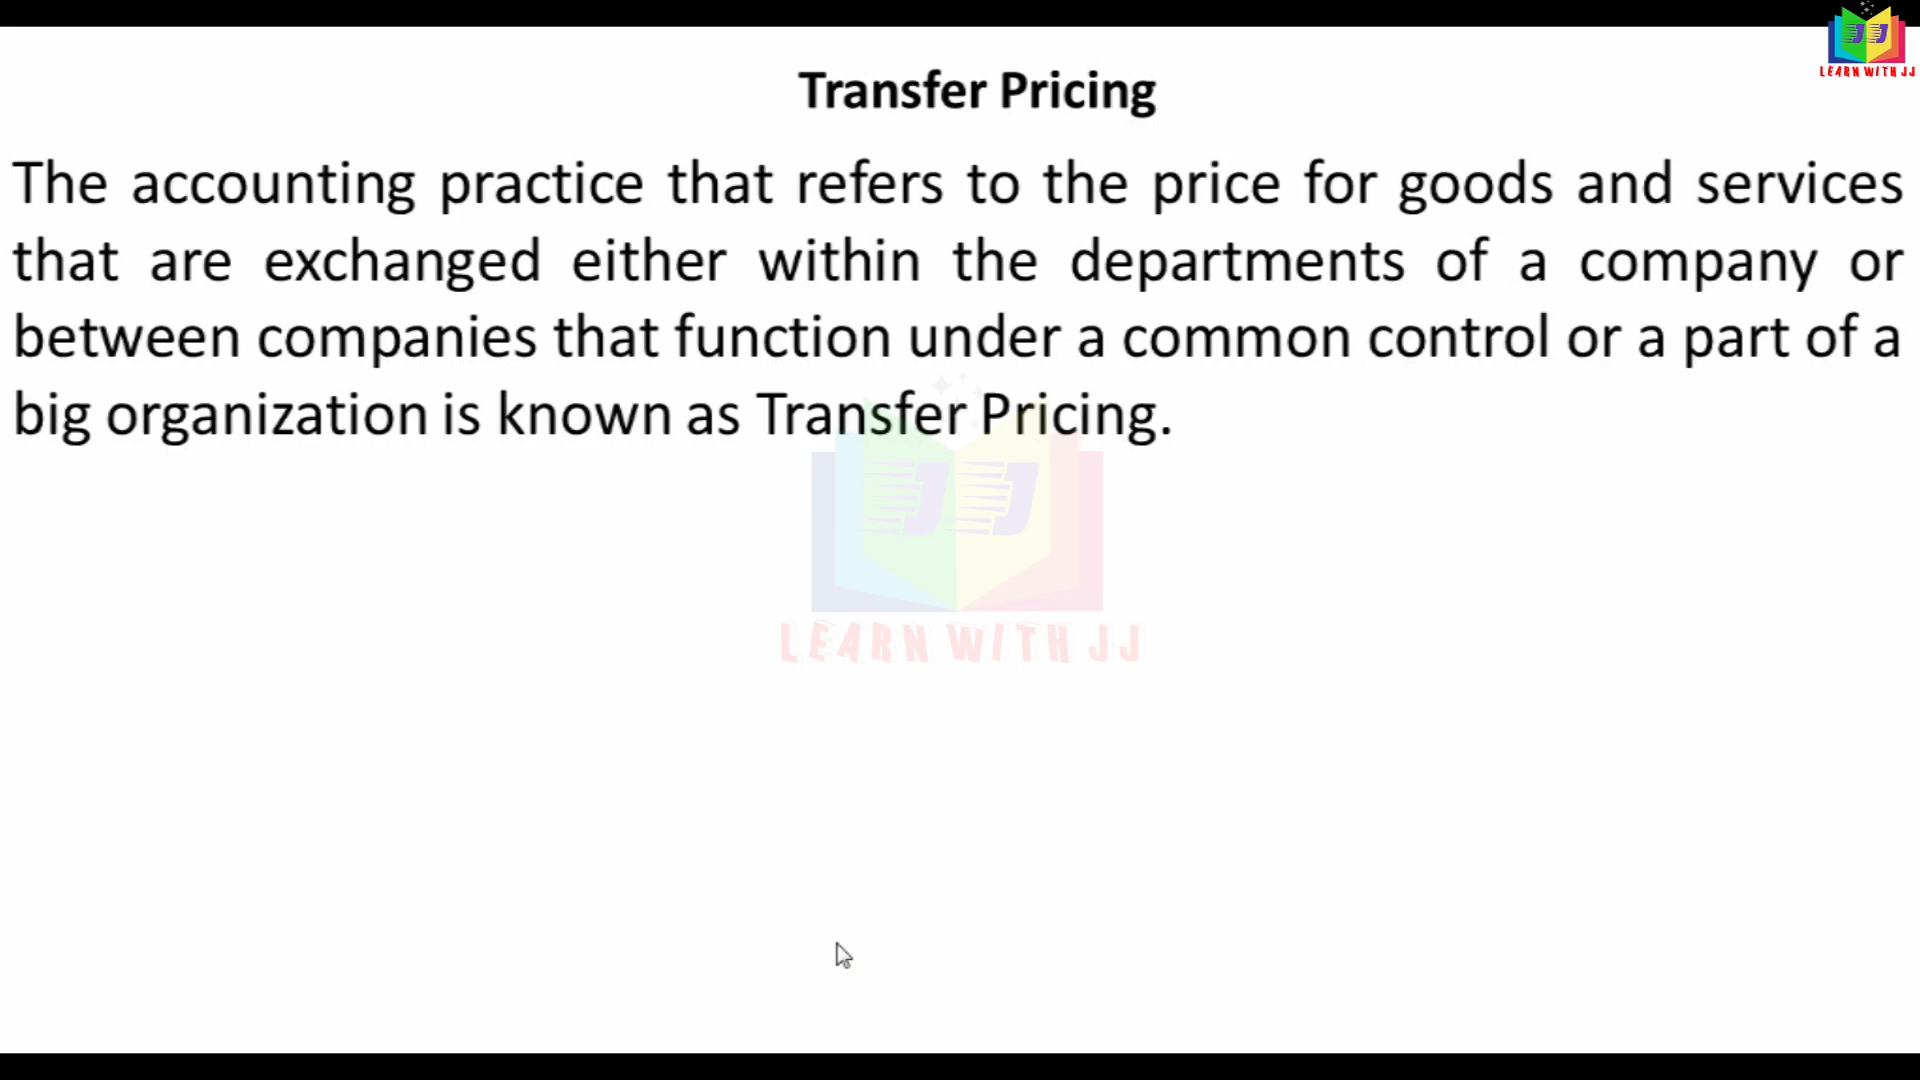 LEARN WITH JJ
Transfer Pricing
The accounting practice that refers to the price for goods and services
that are exchanged either within the departments of a company or
between companies that function under a common control or a part of a
big organization is known as Transfer Pricing.
JJ
LEARN WITH JJ